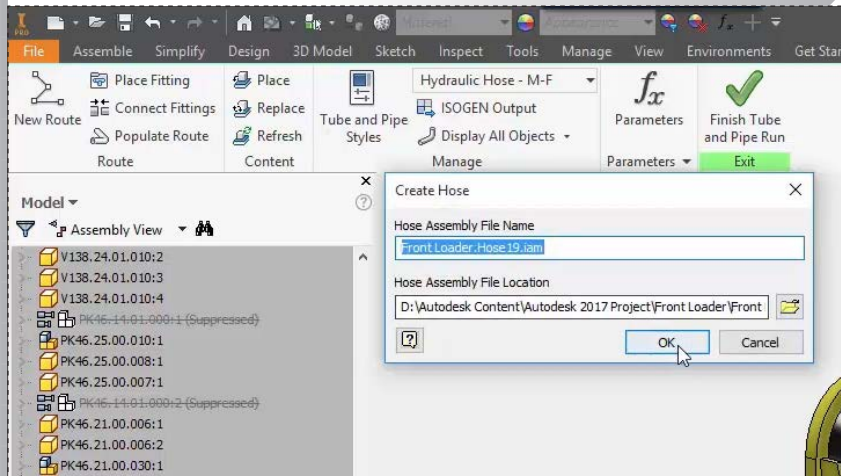 PRO
Material
Appearance
fx
File Assemble Simplify Design 3D Model Sketch Inspect Tools Manage View Environments Get Star
New Route
Place Fitting
Connect Fittings
Populate Route
Route
Place
Replace
Refresh
Content
Tube and Pipe
Styles
Hydraulic Hose - M-F
ISOGEN Output
Display All Objects
Manage
fx
Parameters
Parameters
Finish Tube
and Pipe Run
Exit
Model
Assembly View
V138.24.01.010:2
V138.24.01.010:3
V138.24.01.010:4
PK46.14.01.000:1 (Suppressed)
PK46.25.00.010:1
PK46.25.00.008:1
PK46.25.00.007:1
PK46.14.01.000:2 (Suppressed)
PK46.21.00.006:1
PK46.21.00.006:2
PK46.21.00.030:1
Create Hose
Hose Assembly File Name
Front Loader.Hose19.iam
Hose Assembly File Location
D:\Autodesk Content\Autodesk 2017 Project\Front Loader\Front
OK
Cancel